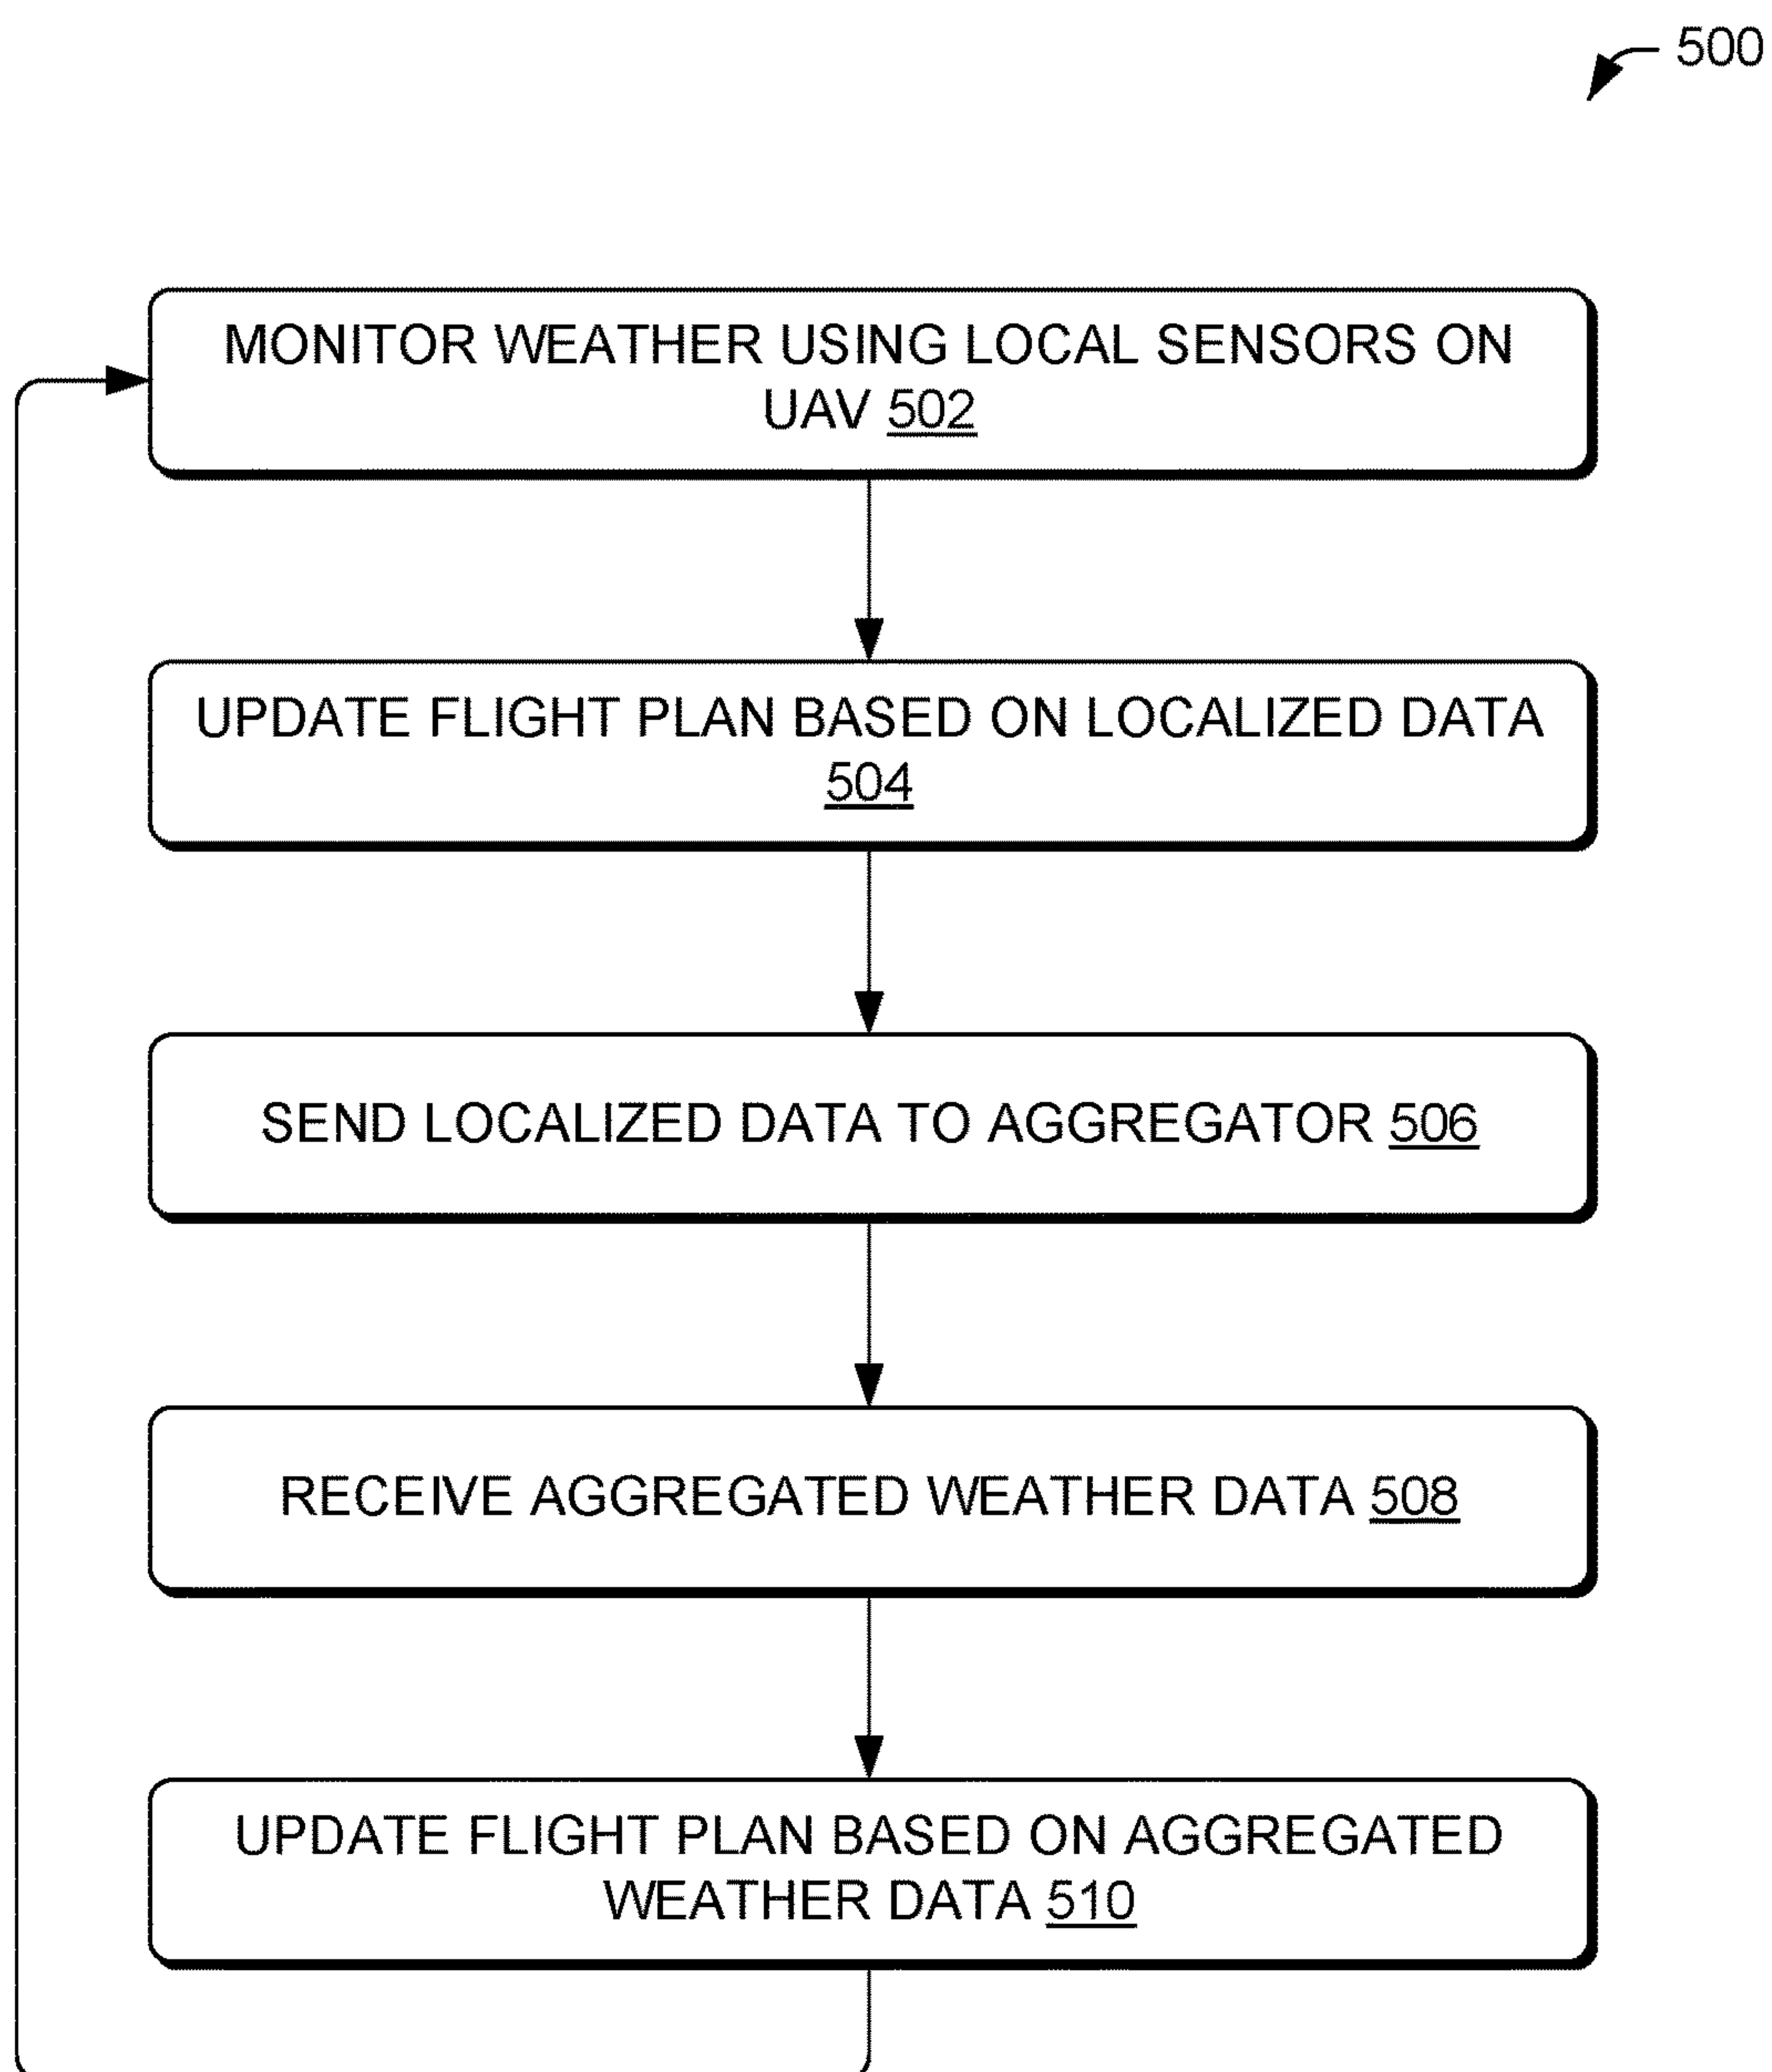 500
MONITOR WEATHER USING LOCAL SENSORS ON
UAV 502
UPDATE FLIGHT PLAN BASED ON LOCALIZED DATA
504
SEND LOCALIZED DATA TO AGGREGATOR 506
RECEIVE AGGREGATED WEATHER DATA 508
UPDATE FLIGHT PLAN BASED ON AGGREGATED
WEATHER DATA 510